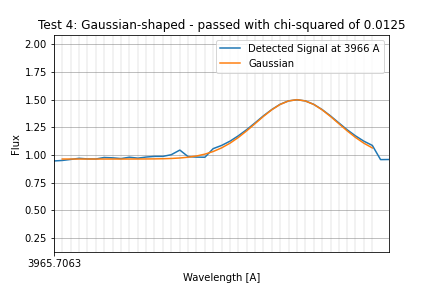 Test 4: Gaussian-shaped - passed with chi-squared of 0.0125
2.00
1.75
1.50
1.25
1.00
0.75
0.50
0.25
Flux
Detected Signal at 3966 A
Gaussian
3965.7063
Wavelength [A]